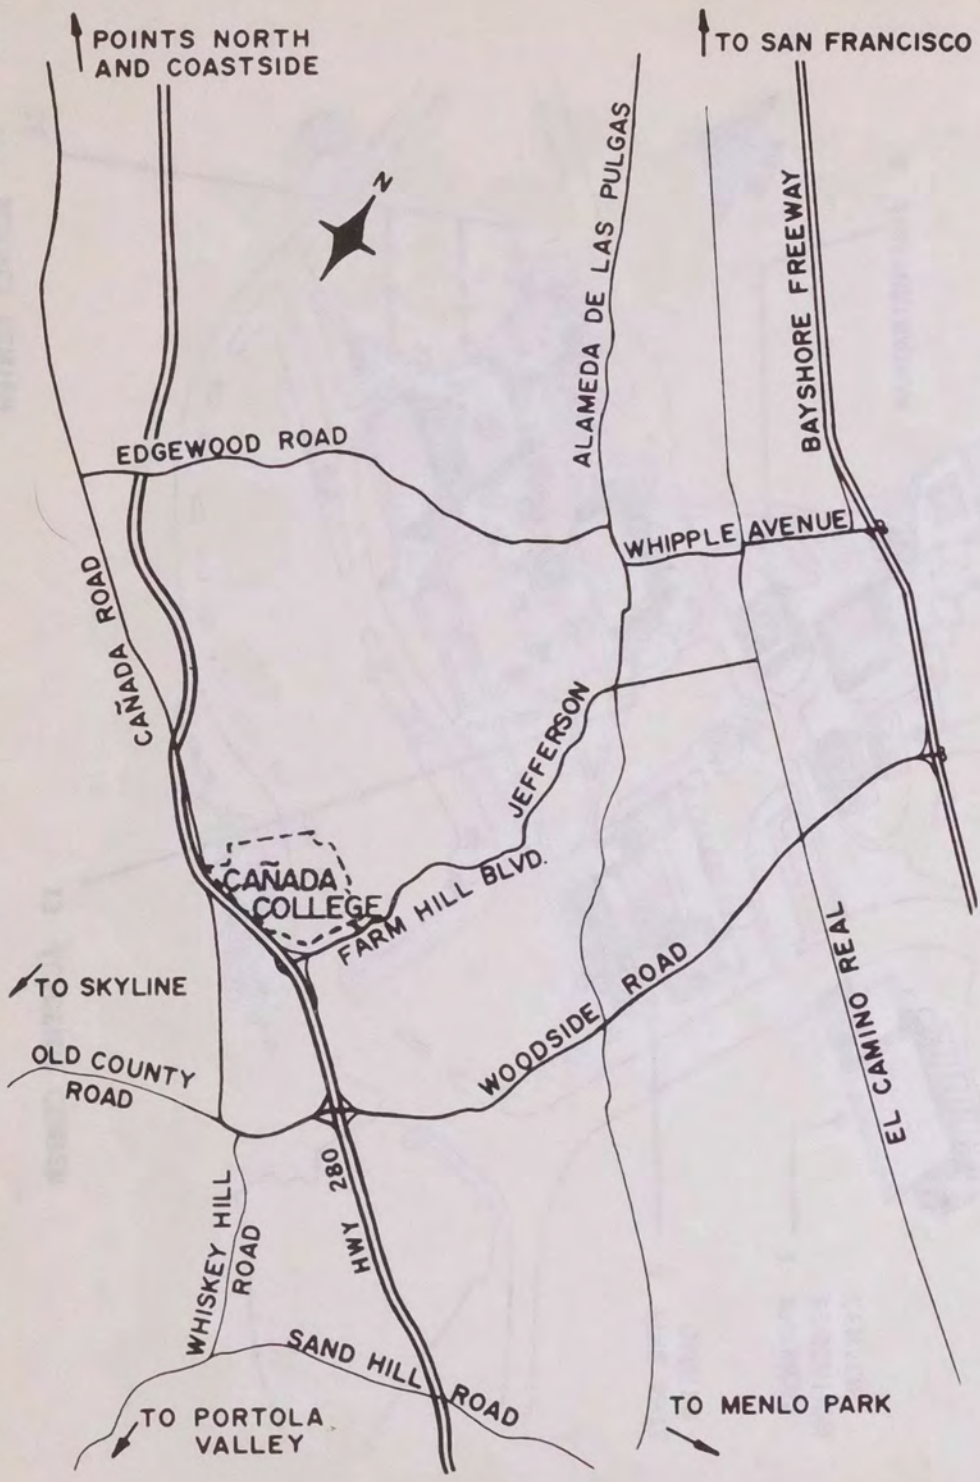 POINTS NORTH
AND COASTSIDE
TO SAN FRANCISCO
N
ALAMEDA DE LAS PULGAS
BAYSHORE FREEWAY
EDGEWOOD ROAD
WHIPPLE AVENUE
CAÑADA ROAD
JEFFERSON
CAÑADA
COLLEGE
FARM HILL BLVD.
TO SKYLINE
WOODSIDE ROAD
EL CAMINO REAL
OLD COUNTY
ROAD
280
HWY
WHISKEY HILL
ROAD
SAND HILL ROAD
TO PORTOLA
VALLEY
TO MENLO PARK